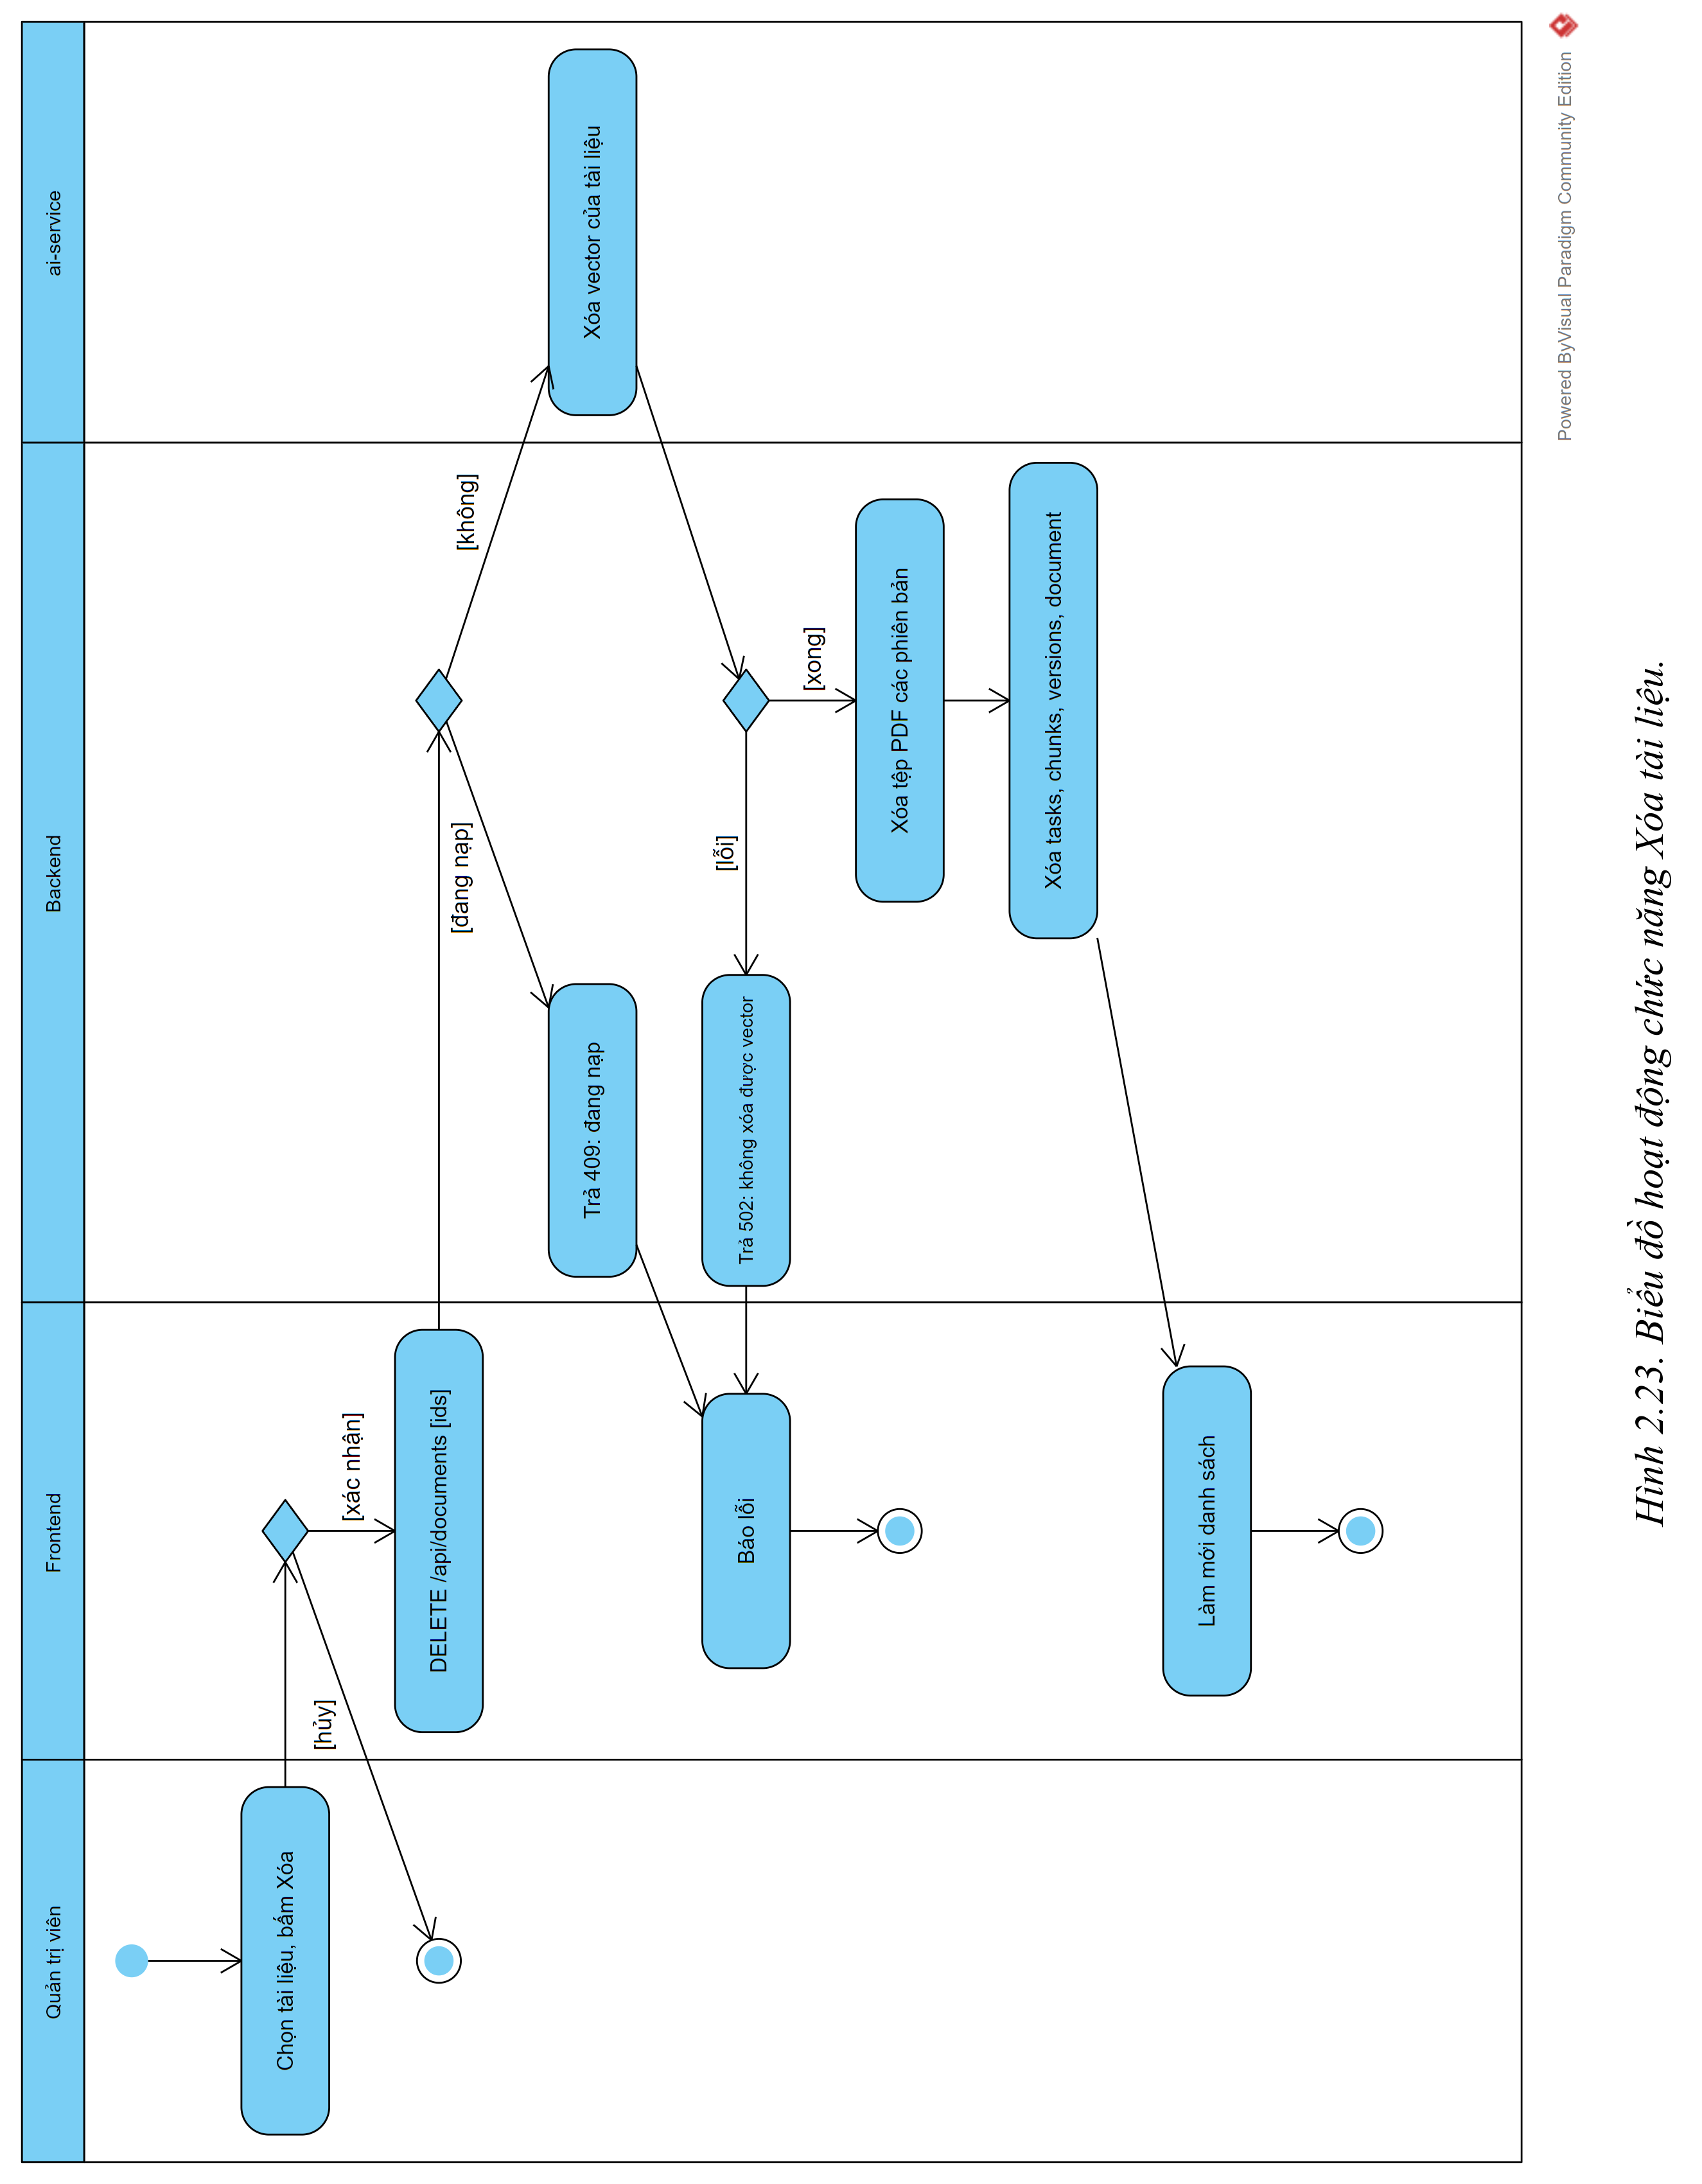 Quản trị viên
Frontend
Backend
ai-service
Chọn tài liệu, bấm Xóa
[hủy]
[xác nhận]
DELETE /api/documents [ids]
[đang nạp]
[không]
Trả 409: đang nạp
Xóa vector của tài liệu
[lỗi]
[xong]
Báo lỗi
Trả 502: không xóa được vector
Xóa tệp PDF các phiên bản
Xóa tasks, chunks, versions, document
Làm mới danh sách
Powered ByVisual Paradigm Community Edition
Hình 2.23. Biểu đồ hoạt động chức năng Xóa tài liệu.